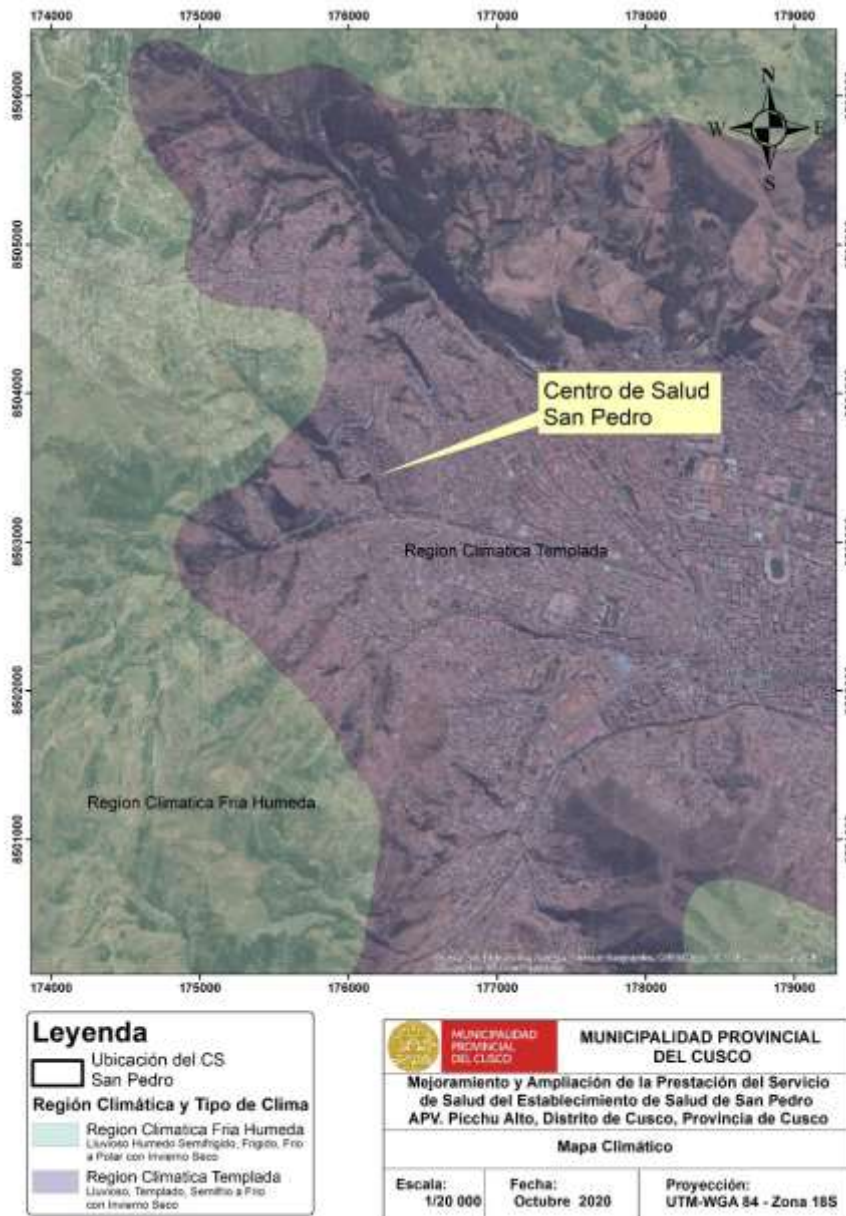 174000 175000 176000 177000 178000 179000
8506000
8505000
8504000
8503000
8502000
8501000
N
W E
S
Centro de Salud
San Pedro
Region Climatica Templada
Region Climatica Fria Humeda
174000 175000 176000 177000 178000 179000
Leyenda
Ubicación del CS
San Pedro
Región Climática y Tipo de Clima
Region Climatica Fria Humeda
Lluvioso Humedo Semifrigido, Frigido, Frio
a Polar con Invierno Seco
Region Climatica Templada
Lluvioso, Templado, Semifrio a Frio
con Invierno Seco
MUNICIPALIDAD
PROVINCIAL
DEL CUSCO
MUNICIPALIDAD PROVINCIAL
DEL CUSCO
Mejoramiento y Ampliación de la Prestación del Servicio
de Salud del Establecimiento de Salud de San Pedro
APV. Picchu Alto, Distrito de Cusco, Provincia de Cusco
Mapa Climático
Escala:
1/20 000
Fecha:
Octubre 2020
Proyección:
UTM-WGA 84 - Zona 18S